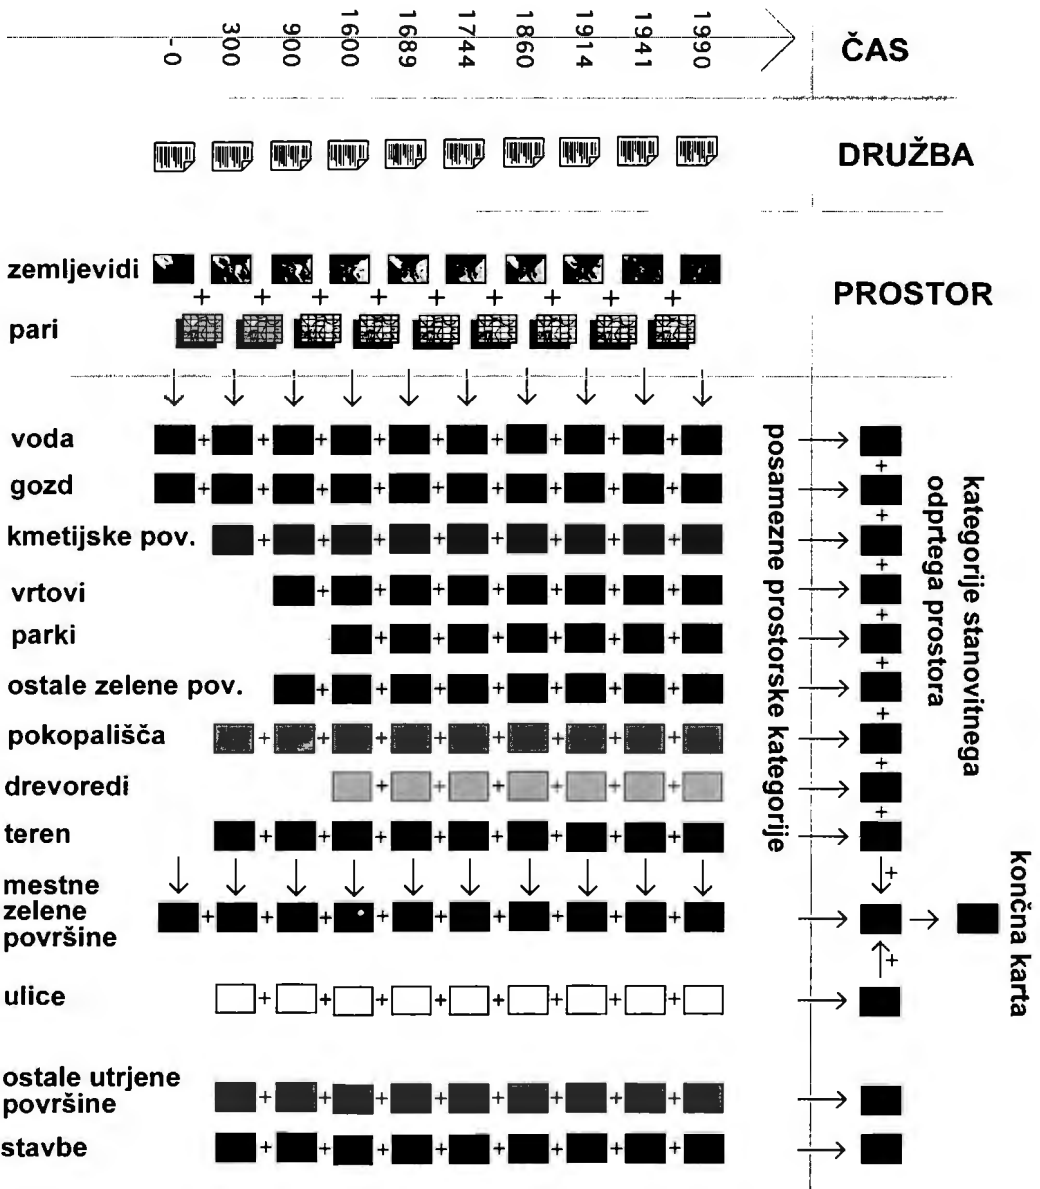 -0 300 900 1600 1689 1744 1860 1914 1941 1990
ČAS
DRUŽBA
zemljevidi
PROSTOR
pari
voda
gozd
kmetijske pov.
vrtovi
parki
ostale zelene pov.
pokopališča
drevoredi
teren
mestne
zelene
površine
ulice
ostale utrjene
površine
stavbe
posamezne prostorske kategorije
kategorije stanovitnega
odprtega prostora
končna karta